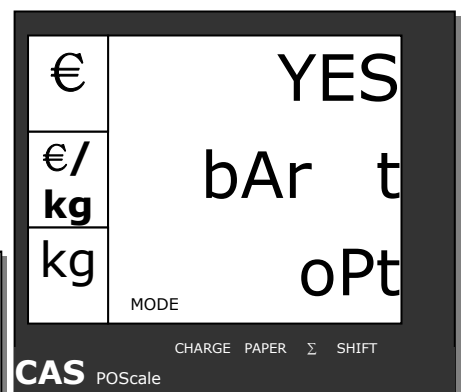 € YES
€/
kg
bAr t
kg oPt
MODE
CHARGE PAPER Σ SHIFT
CAS POScale